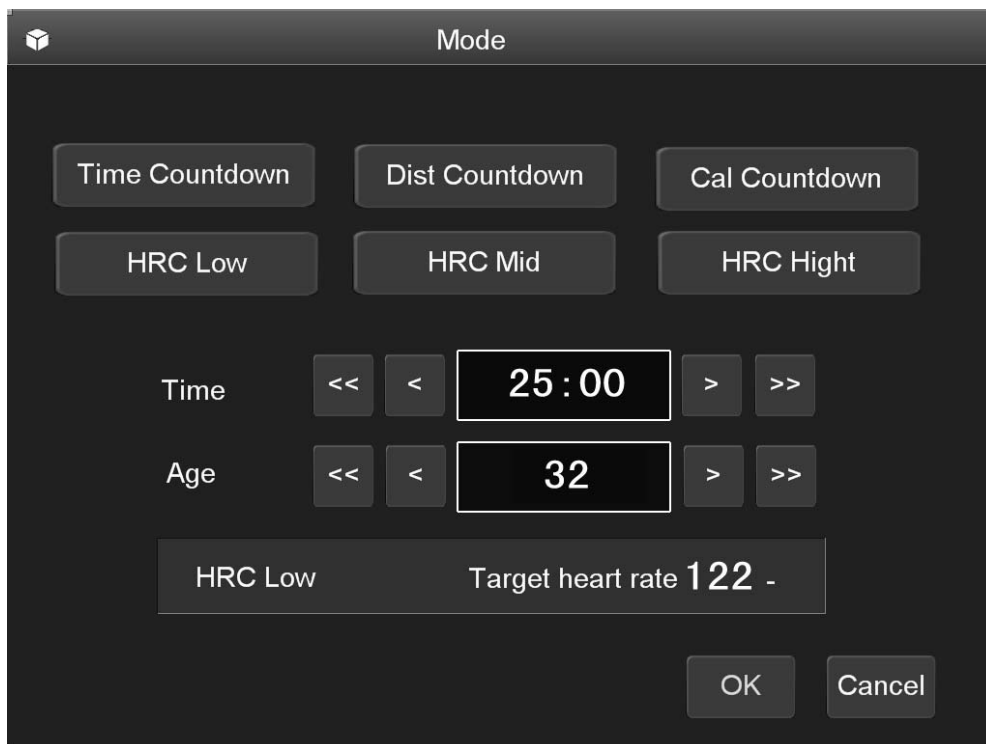 Mode
Time Countdown Dist Countdown Cal Countdown
HRC Low HRC Mid HRC Hight
Time << < 25:00 > >>
Age << < 32 > >>
HRC Low Target heart rate 122 -
OK Cancel